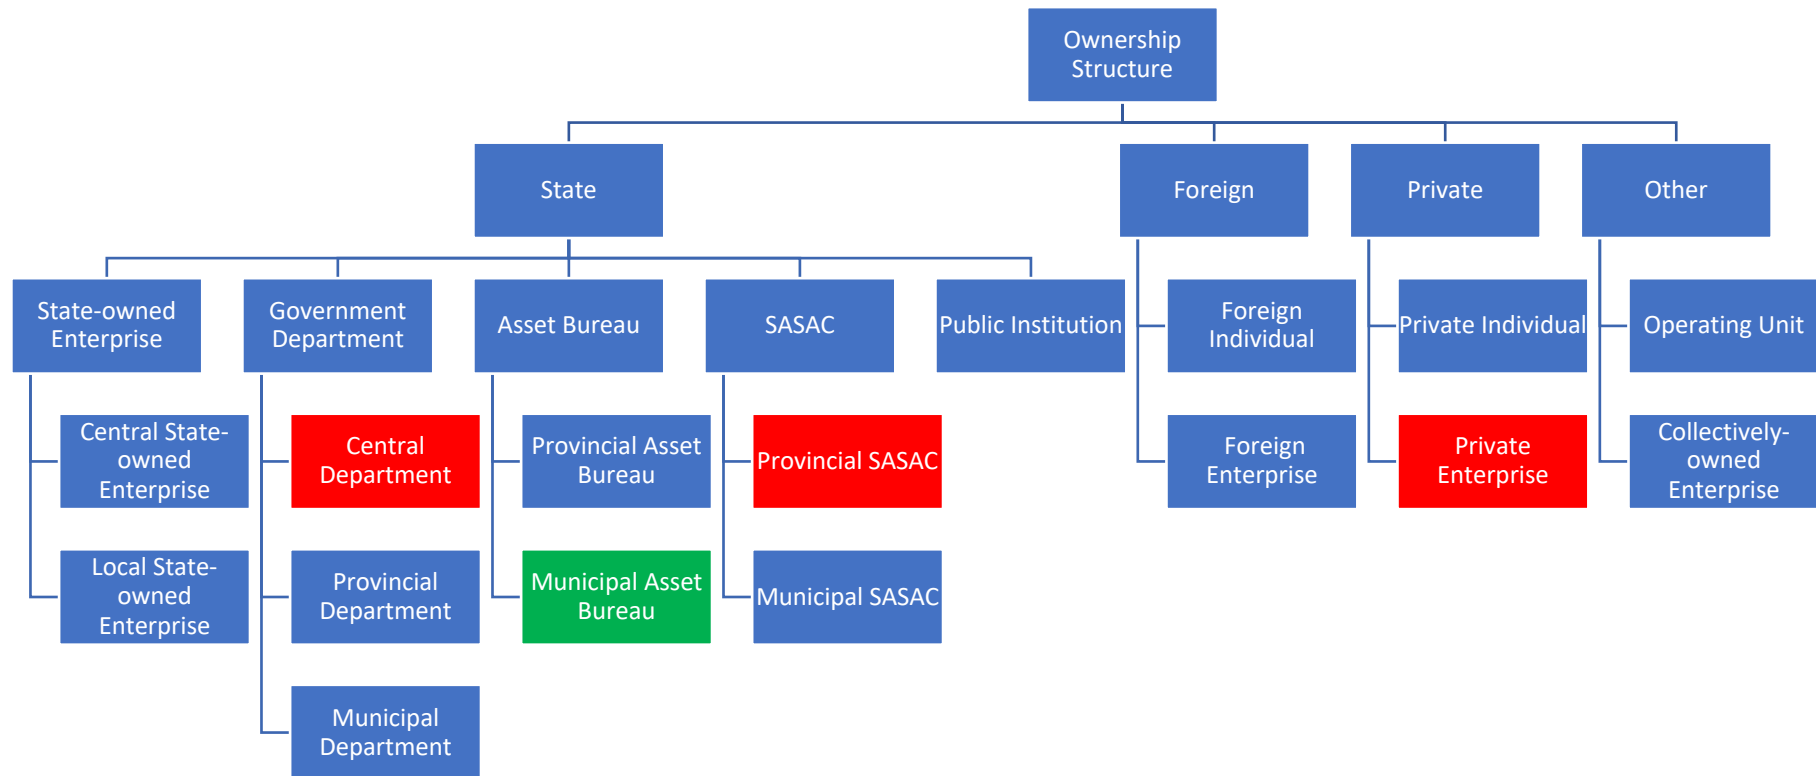 Ownership
Structure
State
Foreign
Private
Other
State-owned
Enterprise
Government
Department
Asset Bureau
SASAC
Public Institution
Foreign
Individual
Private Individual
Operating Unit
Central State-
owned
Enterprise
Central
Department
Provincial Asset
Bureau
Provincial SASAC
Foreign
Enterprise
Private
Enterprise
Collectively-
owned
Enterprise
Local State-
owned
Enterprise
Provincial
Department
Municipal Asset
Bureau
Municipal SASAC
Municipal
Department